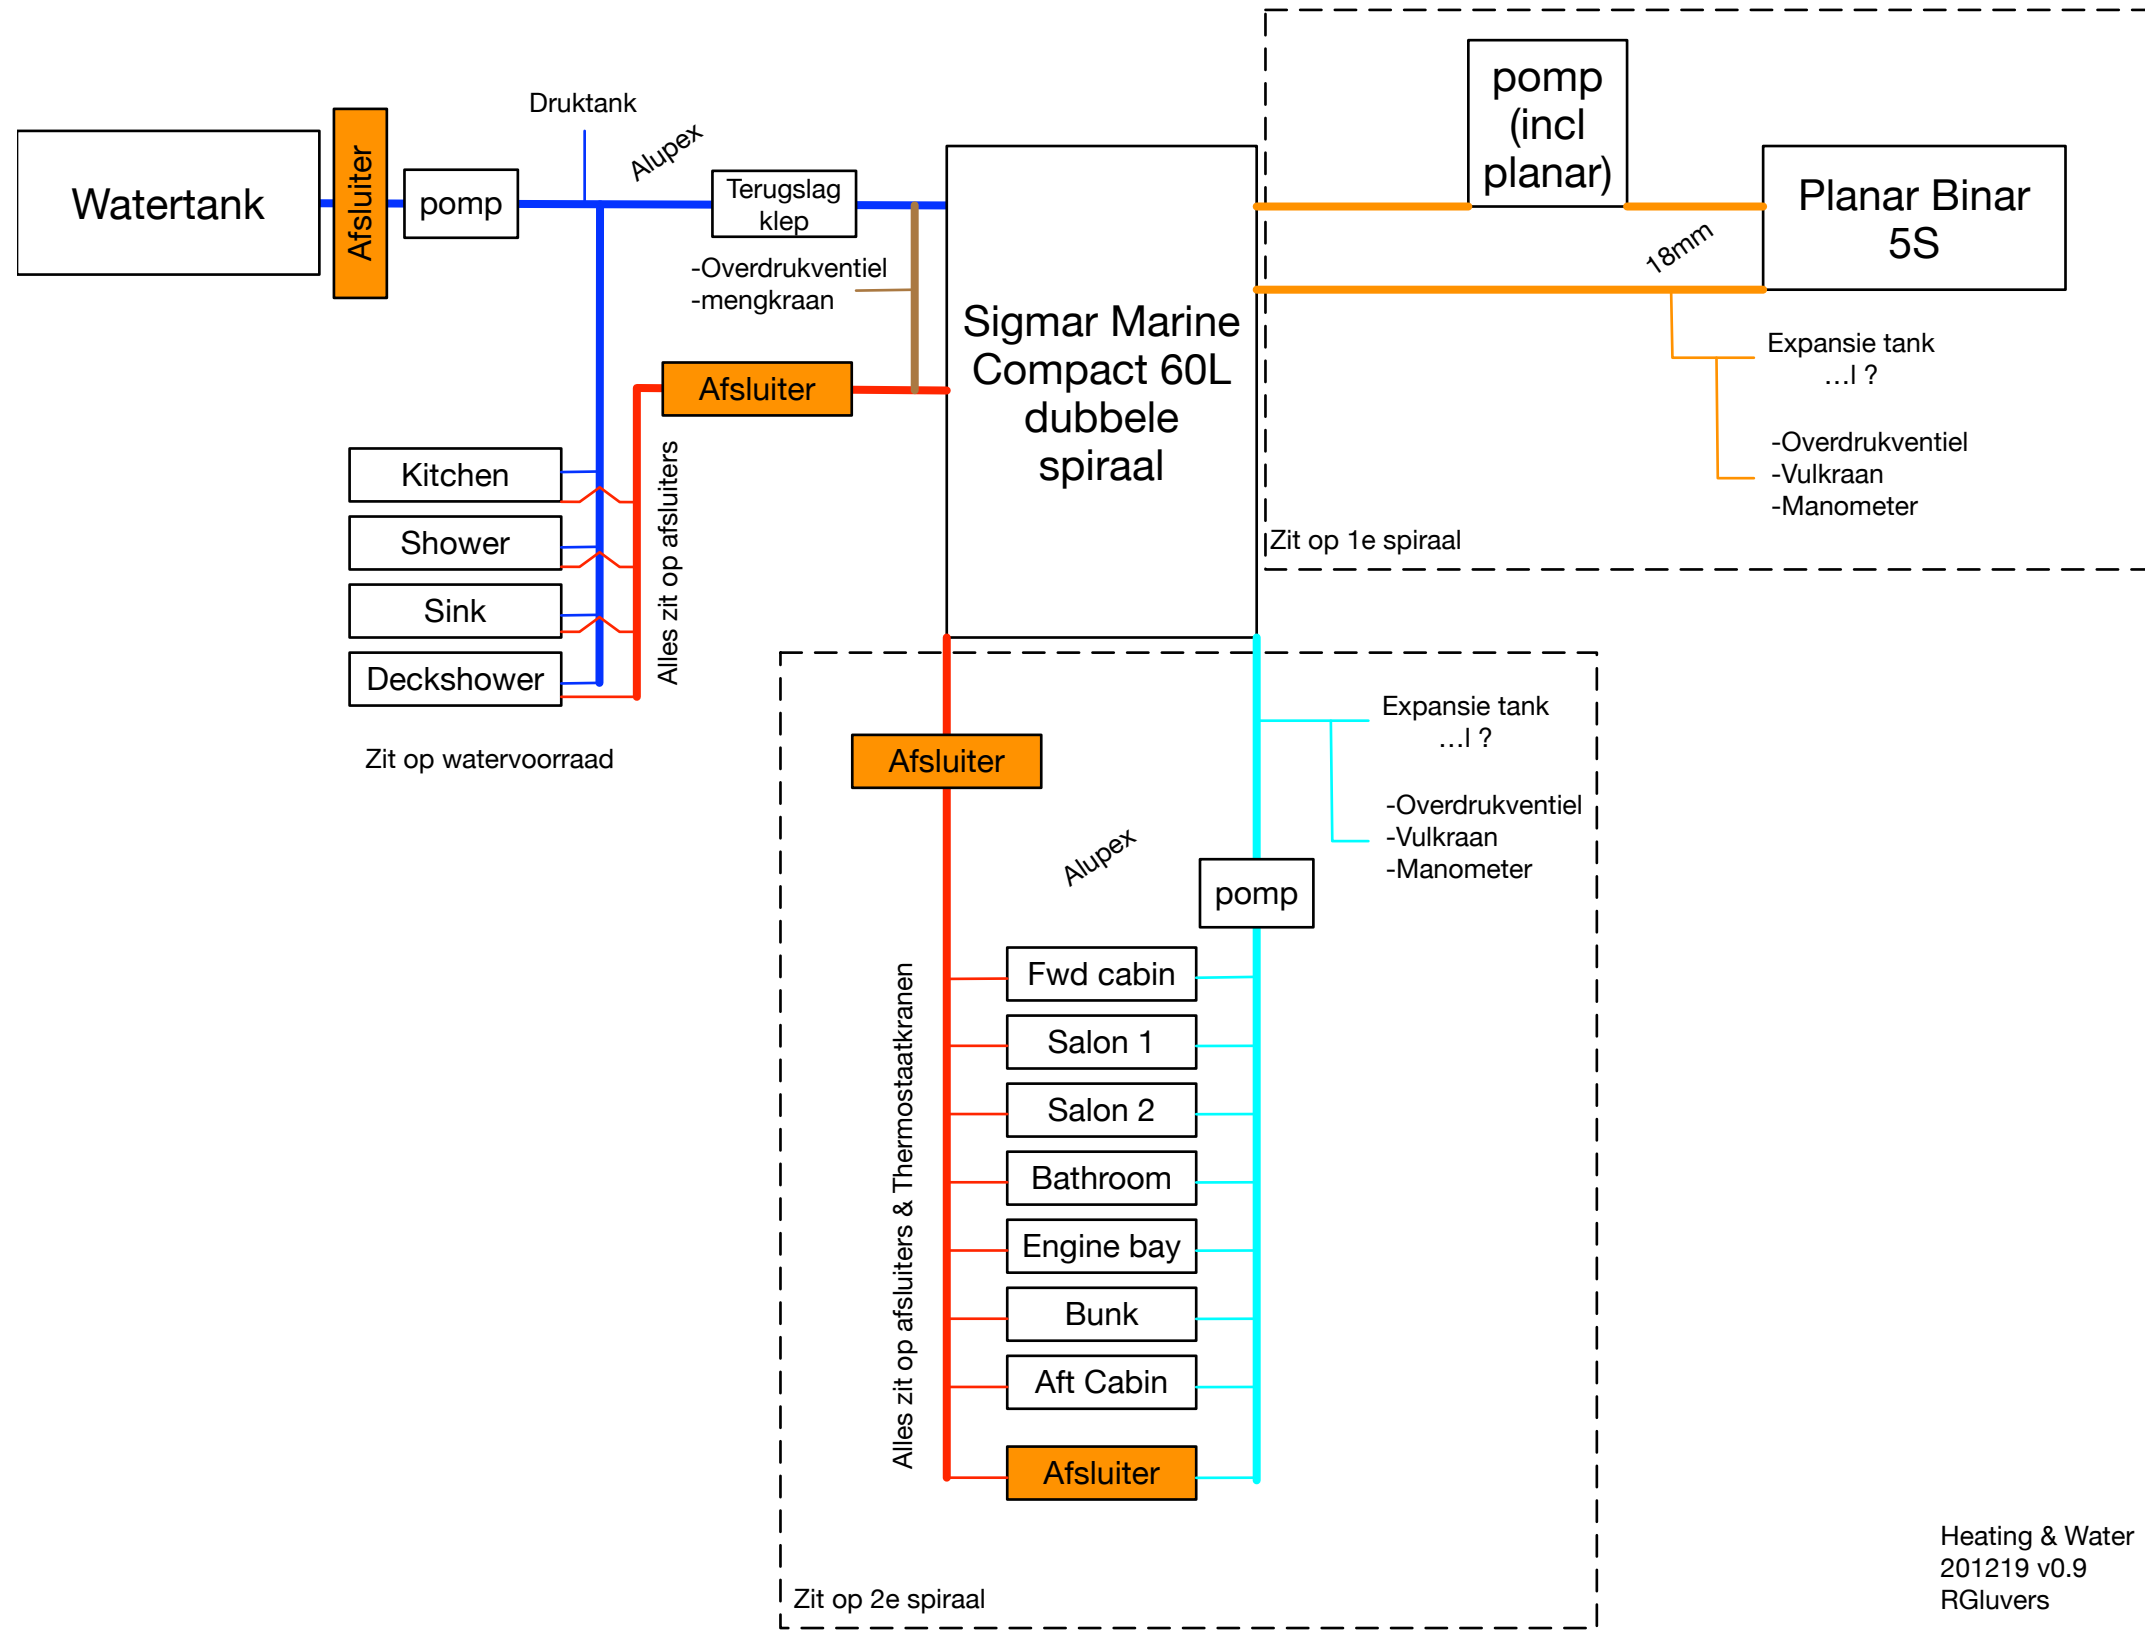 Watertank
Afsluiter
pomp
Druktank
Alupex
Terugslag
klep
-Overdrukventiel
-mengkraan
Afsluiter
Sigmar Marine
Compact 60L
dubbele
spiraal
pomp
(incl
planar)
Planar Binar
5S
18mm
Expansie tank
...l ?
-Overdrukventiel
-Vulkraan
-Manometer
Zit op 1e spiraal
Kitchen
Shower
Sink
Deckshower
Alles zit op afsluiters
Zit op watervoorraad
Afsluiter
Alupex
pomp
Expansie tank
...l ?
-Overdrukventiel
-Vulkraan
-Manometer
Alles zit op afsluiters & Thermostaatkranen
Fwd cabin
Salon 1
Salon 2
Bathroom
Engine bay
Bunk
Aft Cabin
Afsluiter
Zit op 2e spiraal
Heating & Water
201219 v0.9
RGluvers